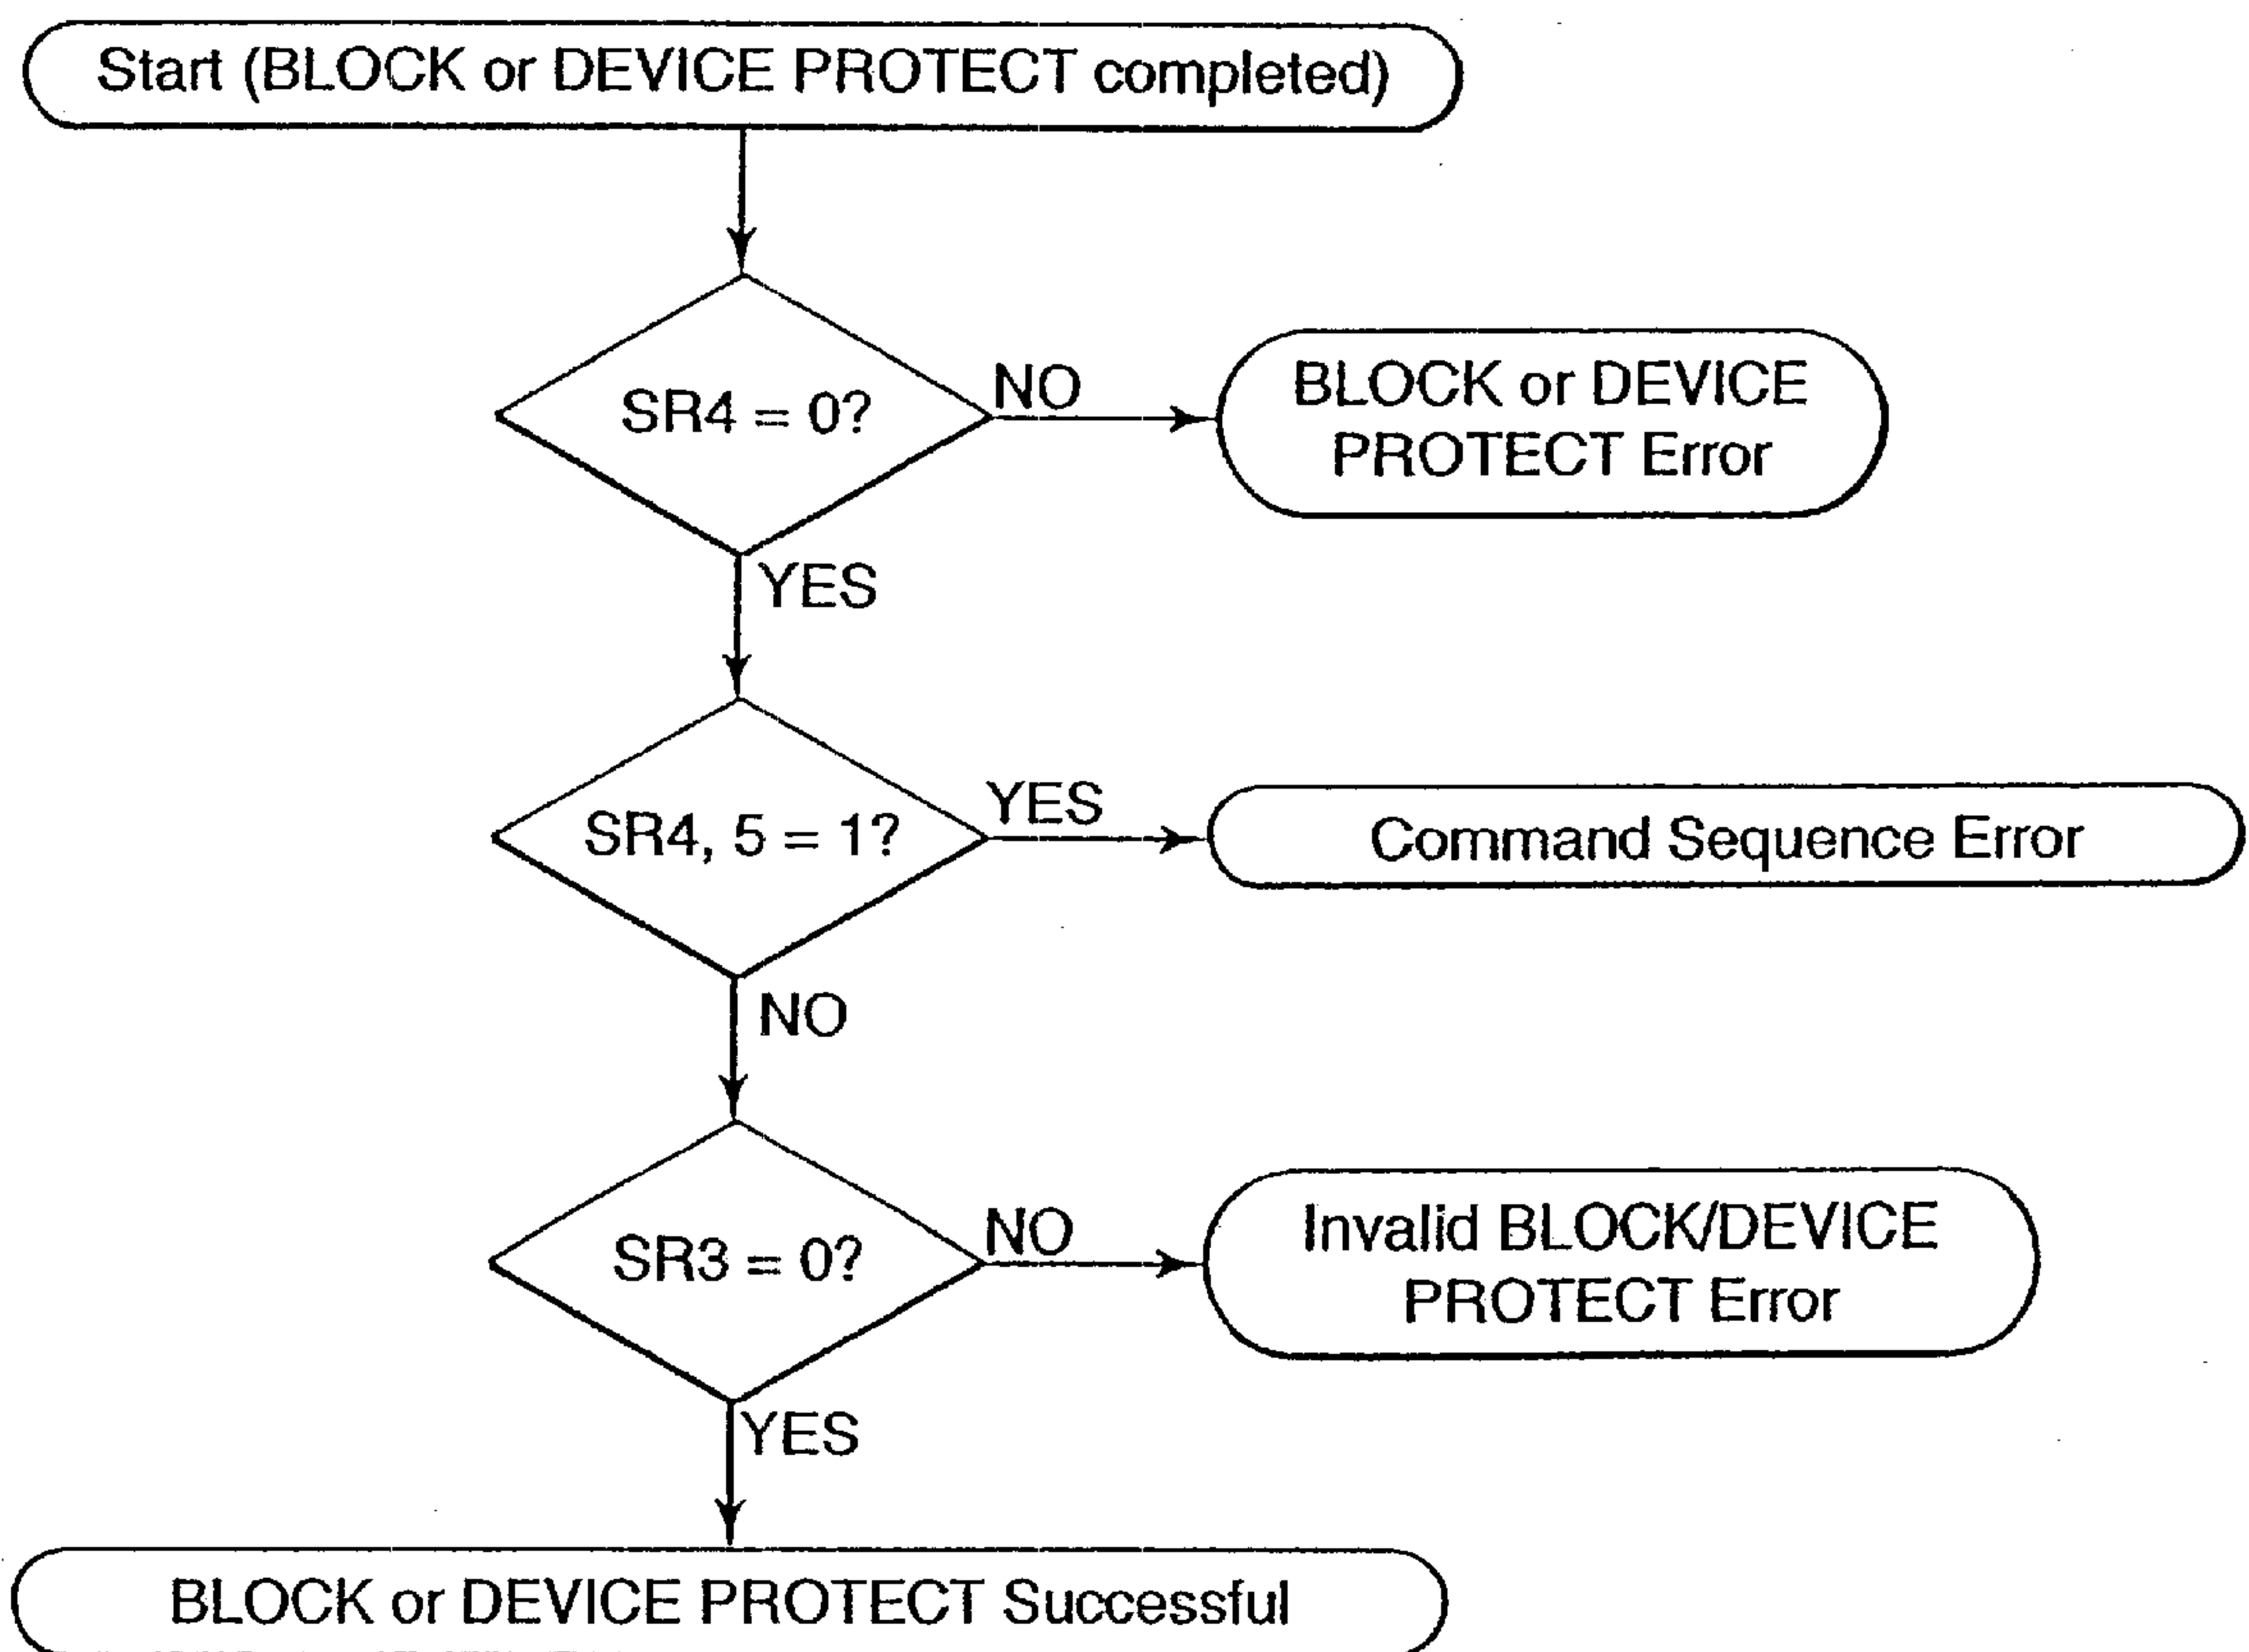 Start (BLOCK or DEVICE PROTECT completed)
SR4 = 0?
NO
BLOCK or DEVICE
PROTECT Error
YES
SR4, 5 = 1?
YES
Command Sequence Error
NO
SR3 = 0?
NO
Invalid BLOCK/DEVICE
PROTECT Error
YES
BLOCK or DEVICE PROTECT Successful